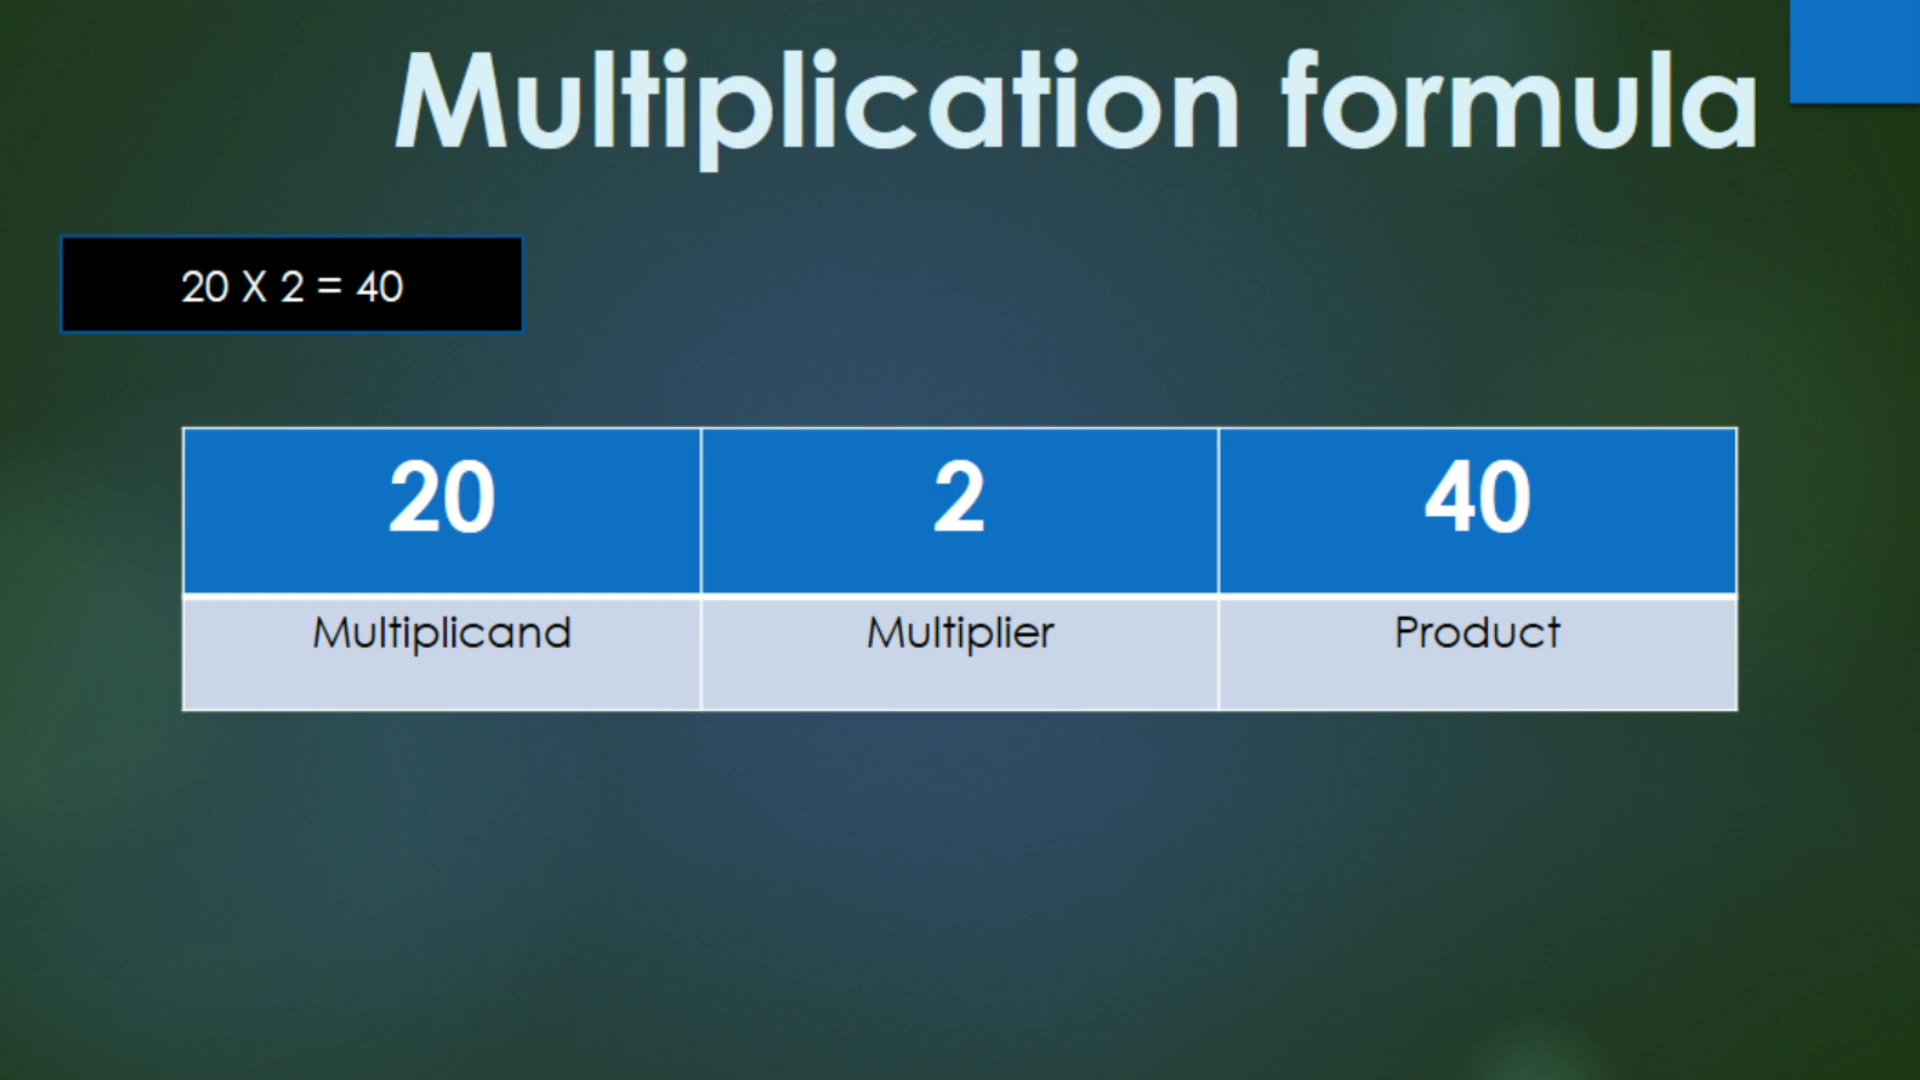 Multiplication formula
20 X 2 = 40
20 2 40
Multiplicand Multiplier Product